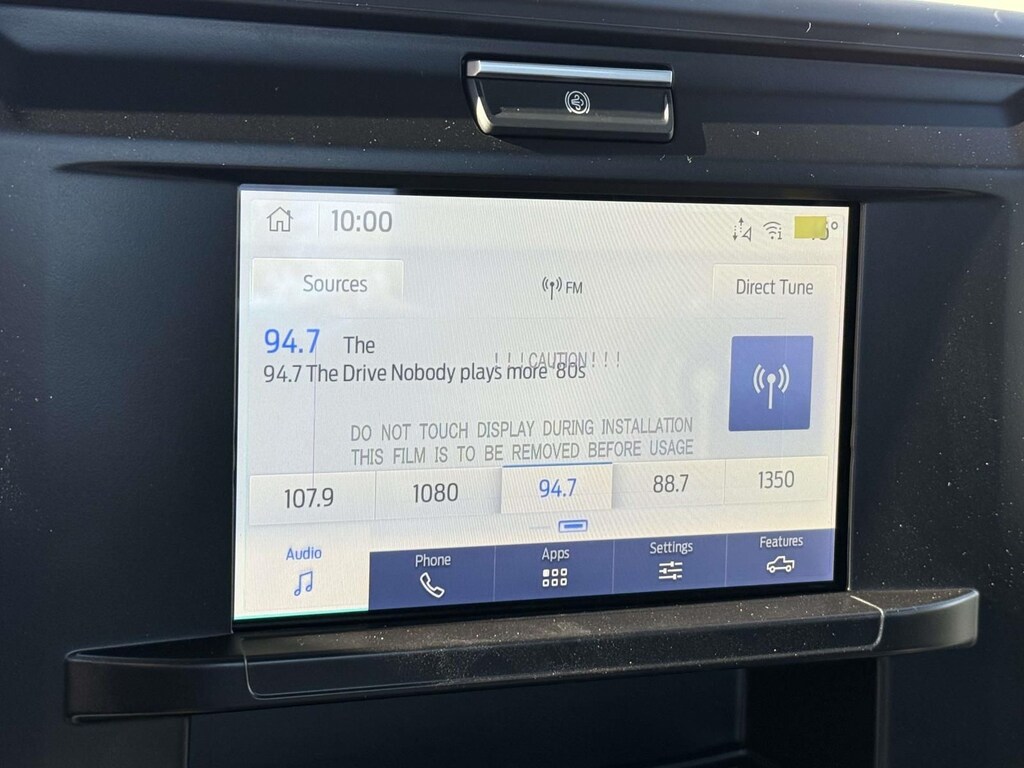 10:00
Sources
FM
Direct Tune
94.7 The
! ! ! CAUTION ! ! !
94.7 The Drive Nobody plays more '80s
DO NOT TOUCH DISPLAY DURING INSTALLATION
THIS FILM IS TO BE REMOVED BEFORE USAGE
107.9 1080 94.7 88.7 1350
Audio Phone Apps Settings Features